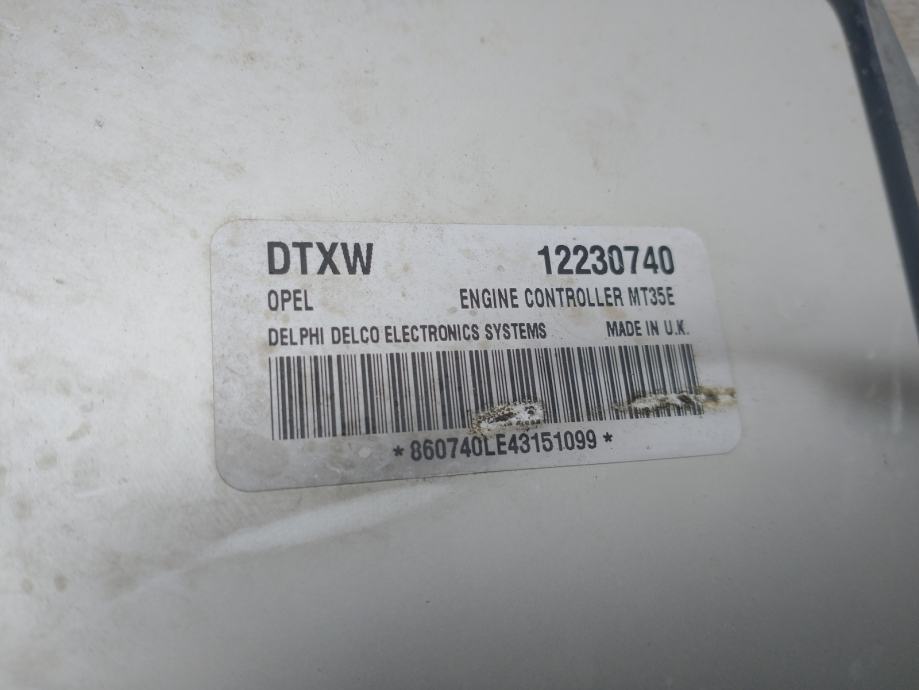 DTXW 12230740
OPEL ENGINE CONTROLLER MT35E
DELPHI DELCO ELECTRONICS SYSTEMS MADE IN U.K.
*860740LE43151099*